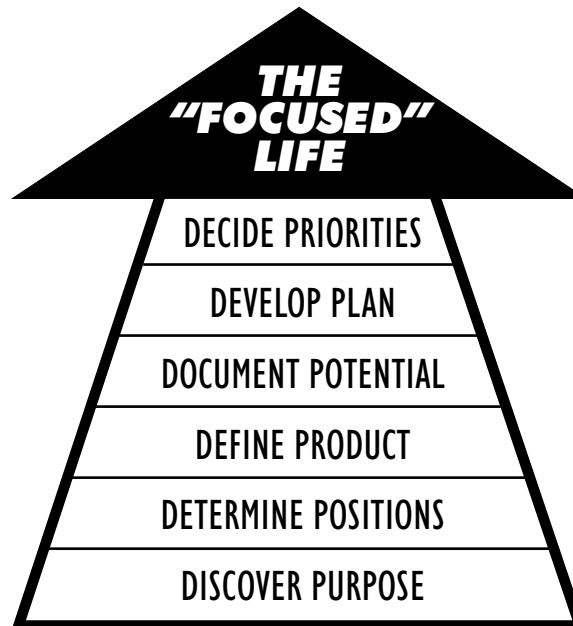 THE
"FOCUSED"
LIFE
DECIDE PRIORITIES
DEVELOP PLAN
DOCUMENT POTENTIAL
DEFINE PRODUCT
DETERMINE POSITIONS
DISCOVER PURPOSE